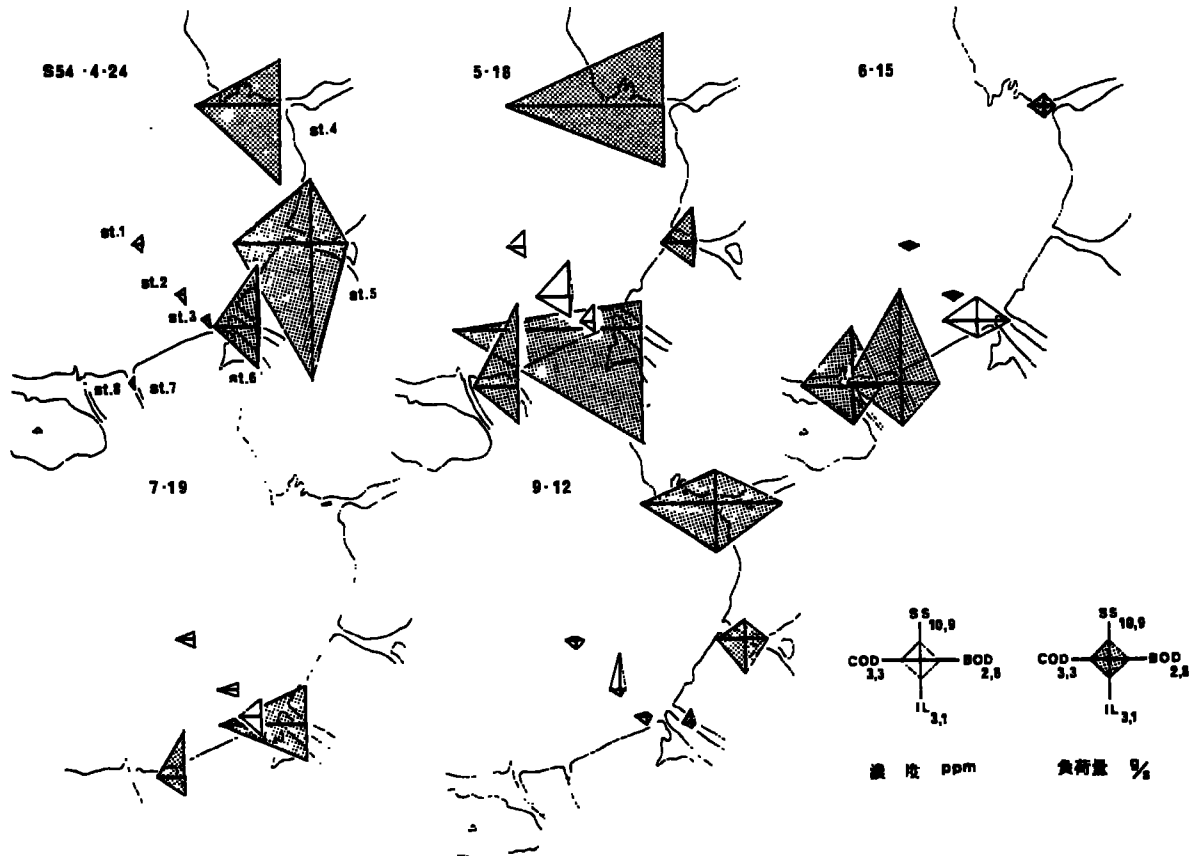 S54・4-24
5-18
6-15
st.4
st.1
st.2
st.3
st.5
st.6
st.8
st.7
7-19
9-12
SS
10,9
COD
3,3
BOD
2,8
IL
3,1
SS
10,9
COD
3,3
BOD
2,8
IL
3,1
濃 度 ppm
負荷量 g/s